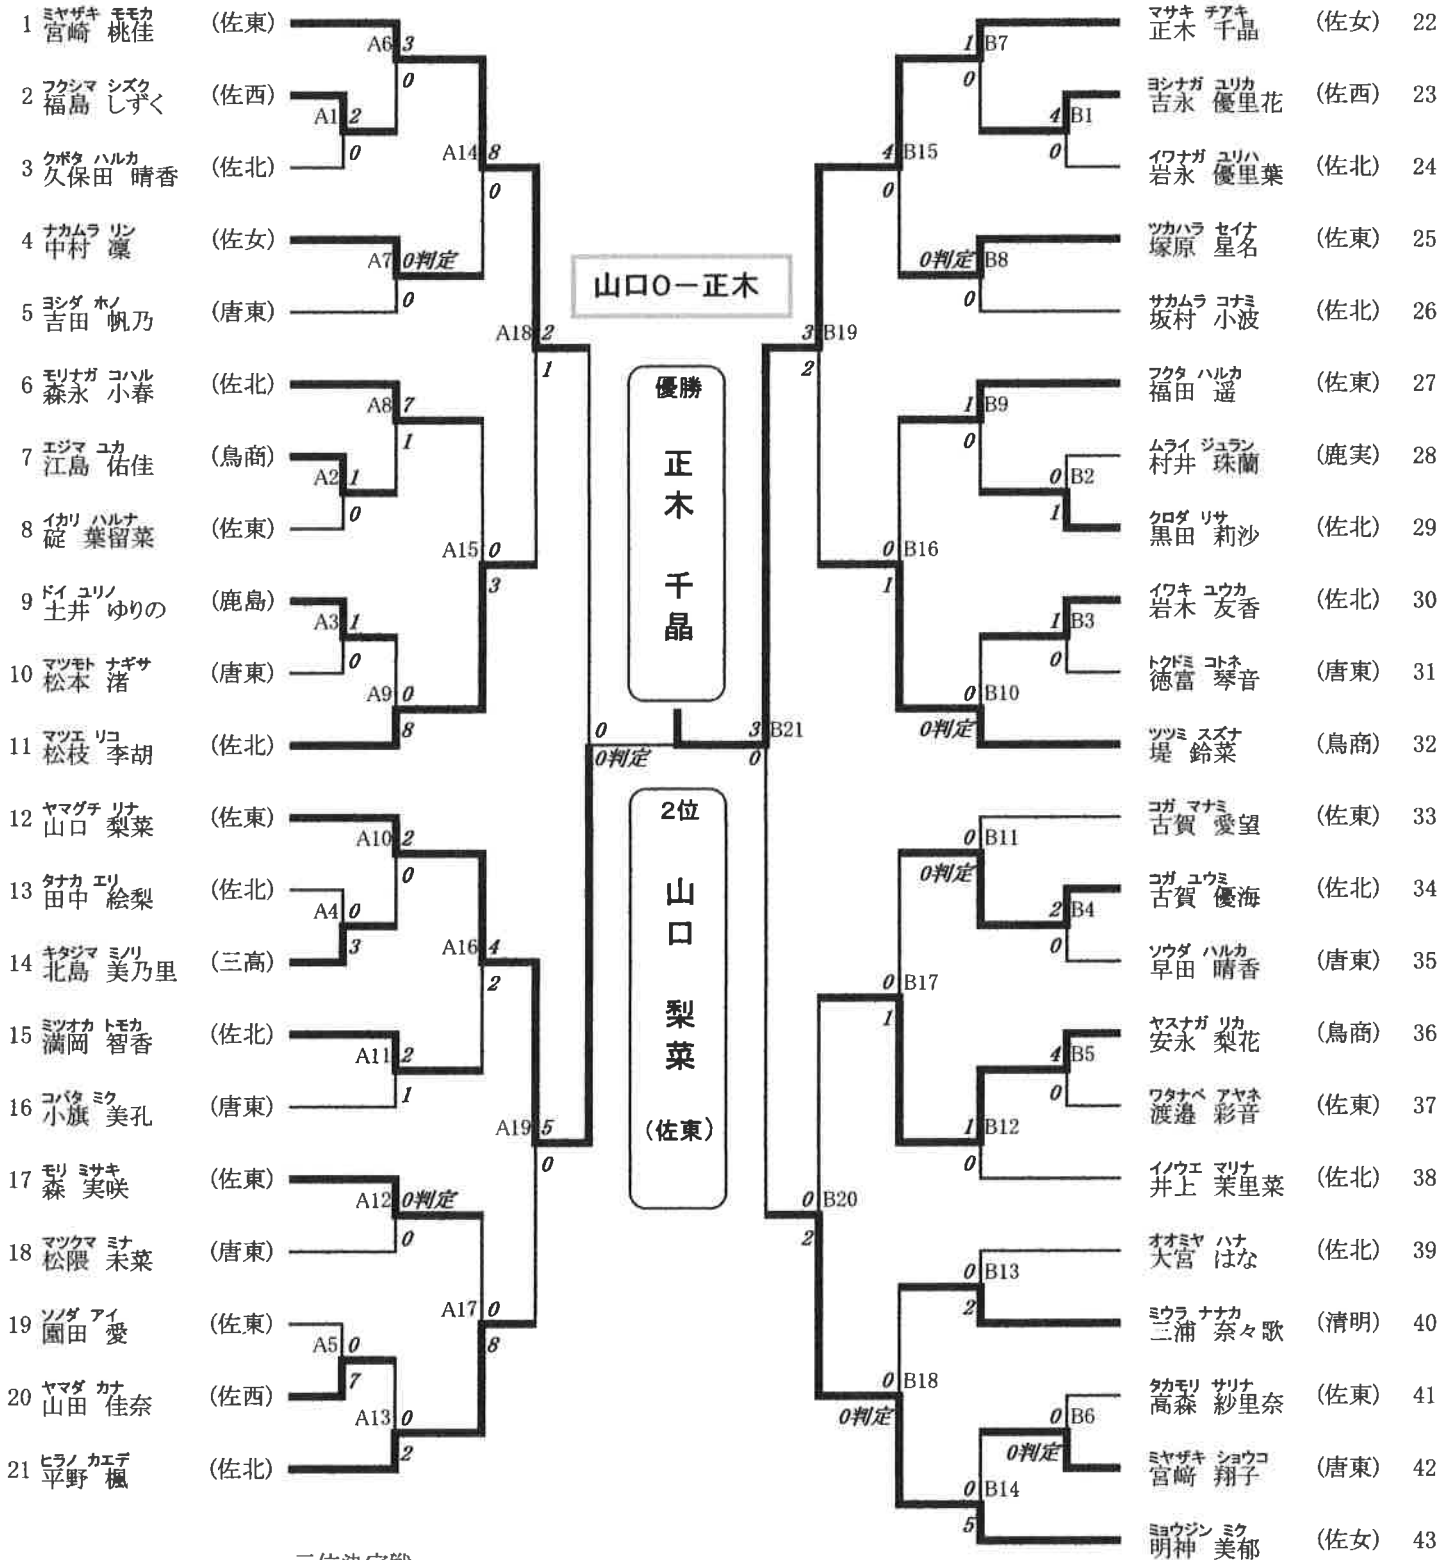 1 ミヤザキ モモカ 宮崎 桃佳 (佐東)
2 フクシマ シズク 福島 しずく (佐西)
3 クボタ ハルカ 久保田 晴香 (佐北)
4 ナカムラ リン 中村 凜 (佐女)
5 ヨシダ ホノ 吉田 帆乃 (唐東)
6 モリナガ コハル 森永 小春 (佐北)
7 エジマ ユカ 江島 佑佳 (鳥商)
8 イカリ ハルナ 碇 葉留菜 (佐東)
9 ドイ ユリノ 土井 ゆりの (鹿島)
10 マツモト ナギサ 松本 渚 (唐東)
11 マツエ リコ 松枝 李胡 (佐北)
12 ヤマグチ リナ 山口 梨菜 (佐東)
13 タナカ エリ 田中 絵梨 (佐北)
14 キタジマ ミノリ 北島 美乃里 (三高)
15 ミツオカ トモカ 満岡 智香 (佐北)
16 コバタ ミク 小旗 美孔 (唐東)
17 モリ ミサキ 森 実咲 (佐東)
18 マツクマ ミナ 松隈 未菜 (唐東)
19 ソノダ アイ 園田 愛 (佐東)
20 ヤマダ カナ 山田 佳奈 (佐西)
21 ヒラノ カエデ 平野 楓 (佐北)
A1 2 0
A2 1 0
A3 1 0
A4 0 3
A5 0 7
A6 3 0
A7 0判定 0
A8 7 1
A9 0 8
A10 2 0
A11 2 1
A12 0判定 0
A13 0 2
A14 8 0
A15 0 3
A16 4 2
A17 0 8
A18 2 1
A19 5 0
0 0判定
山口0－正木
優勝
正木 千晶
2位
山口 梨菜
(佐東)
3 B21 0
3 B19 2
0 B20 2
4 B15 0
0 B16 1
0 B17 1
0 B18 0判定
1 B7 0
0判定 B8 0
1 B9 0
0 B10 0判定
0 B11 0判定
1 B12 0
0 B13 2
0 B14 5
4 B1 0
0 B2 1
1 B3 0
2 B4 0
4 B5 0
0 B6 0判定
マサキ チアキ 正木 千晶 (佐女) 22
ヨシナガ ユリカ 吉永 優里花 (佐西) 23
イワナガ ユリハ 岩永 優里葉 (佐北) 24
ツカハラ セイナ 塚原 星名 (佐東) 25
サカムラ コナミ 坂村 小波 (佐北) 26
フクタ ハルカ 福田 遥 (佐東) 27
ムライ ジュラン 村井 珠蘭 (鹿実) 28
クロダ リサ 黒田 莉沙 (佐北) 29
イワキ ユウカ 岩木 友香 (佐北) 30
トクドミ コトネ 徳富 琴音 (唐東) 31
ツツミ スズナ 堤 鈴菜 (鳥商) 32
コガ マナミ 古賀 愛望 (佐東) 33
コガ ユウミ 古賀 優海 (佐北) 34
ソウダ ハルカ 早田 晴香 (唐東) 35
ヤスナガ リカ 安永 梨花 (鳥商) 36
ワタナベ アヤネ 渡邉 彩音 (佐東) 37
イノウエ マリナ 井上 茉里菜 (佐北) 38
オオミヤ ハナ 大宮 はな (佐北) 39
ミウラ ナナカ 三浦 奈々歌 (清明) 40
タカモリ サリナ 高森 紗里奈 (佐東) 41
ミヤザキ ショウコ 宮﨑 翔子 (唐東) 42
ミョウジン ミク 明神 美郁 (佐女) 43